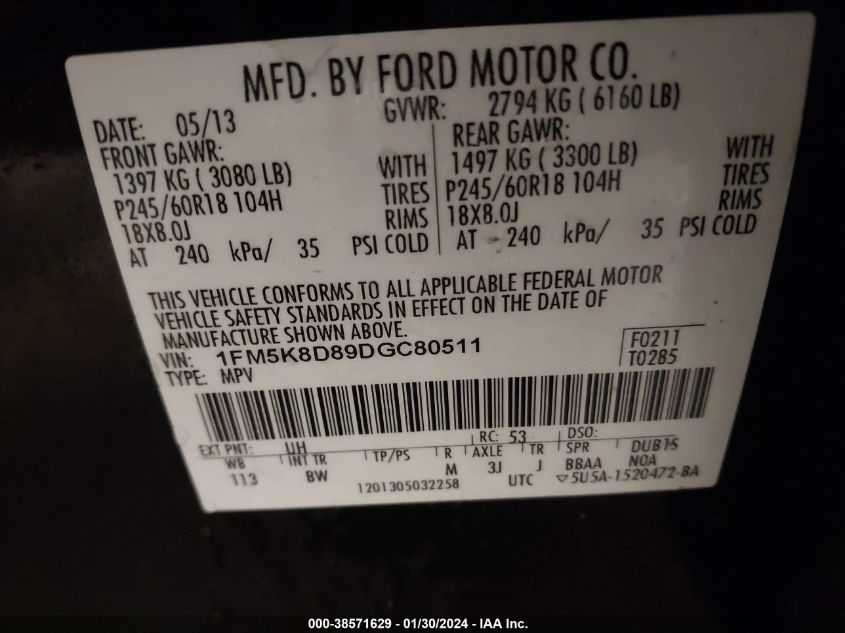 MFD. BY FORD MOTOR CO.
DATE: 05/13 GVWR: 2794 KG ( 6160 LB)
FRONT GAWR: REAR GAWR:
1397 KG ( 3080 LB) WITH 1497 KG ( 3300 LB) WITH
P245/60R18 104H TIRES P245/60R18 104H TIRES
18X8.0J RIMS 18X8.0J RIMS
AT 240 kPa/ 35 PSI COLD AT 240 kPa/ 35 PSI COLD
THIS VEHICLE CONFORMS TO ALL APPLICABLE FEDERAL MOTOR
VEHICLE SAFETY STANDARDS IN EFFECT ON THE DATE OF
MANUFACTURE SHOWN ABOVE.
VIN: 1FM5K8D89DGC80511 F0211
TYPE: MPV T0285
EXT PNT: UH RC: 53 DSO:
WB INT TR TP/PS R AXLE TR SPR DUB15
113 BW M 3J J BBAA NOA
1201305032258 UTC ▽5U5A-1520472-BA
000-38571629 - 01/30/2024 - IAA Inc.